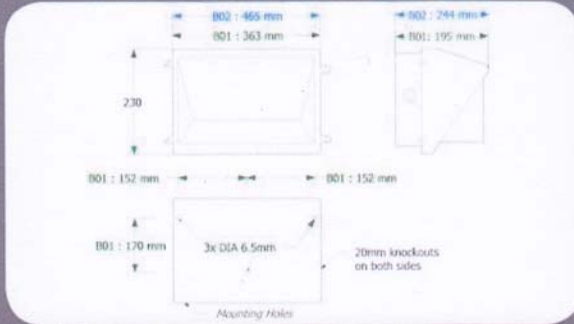 B02 : 465 mm
B01 : 363 mm
B02 : 244 mm
B01: 195 mm
230
B01 : 152 mm
B01 : 152 mm
B01 : 170 mm
3x DIA 6.5mm
20mm knockouts
on both sides
Mounting Holes